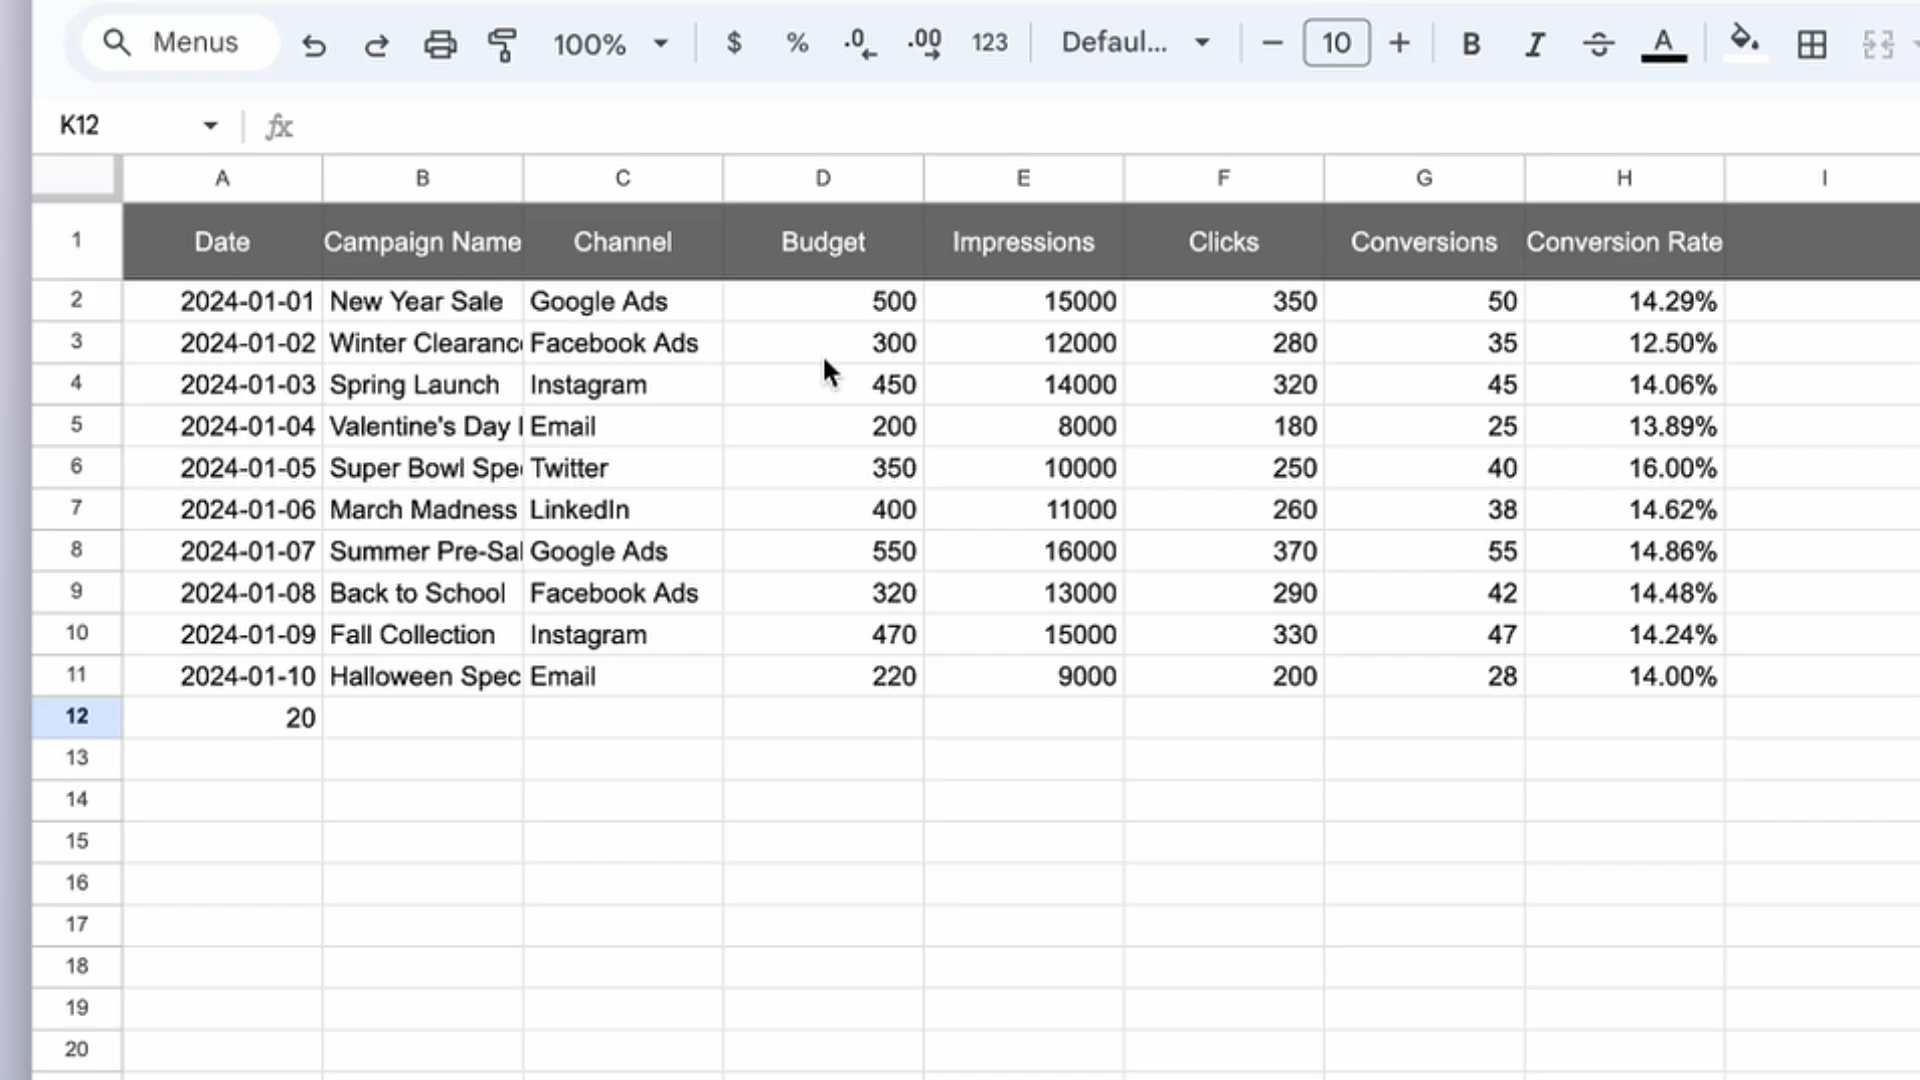 Menus 100% $ % .0 .00 123 Defaul... 10 B I A
K12 fx
A B C D E F G H I
1 Date Campaign Name Channel Budget Impressions Clicks Conversions Conversion Rate
2 2024-01-01 New Year Sale Google Ads 500 15000 350 50 14.29%
3 2024-01-02 Winter Clearanc Facebook Ads 300 12000 280 35 12.50%
4 2024-01-03 Spring Launch Instagram 450 14000 320 45 14.06%
5 2024-01-04 Valentine's Day Email 200 8000 180 25 13.89%
6 2024-01-05 Super Bowl Spe Twitter 350 10000 250 40 16.00%
7 2024-01-06 March Madness LinkedIn 400 11000 260 38 14.62%
8 2024-01-07 Summer Pre-Sal Google Ads 550 16000 370 55 14.86%
9 2024-01-08 Back to School Facebook Ads 320 13000 290 42 14.48%
10 2024-01-09 Fall Collection Instagram 470 15000 330 47 14.24%
11 2024-01-10 Halloween Spec Email 220 9000 200 28 14.00%
12 20
13
14
15
16
17
18
19
20